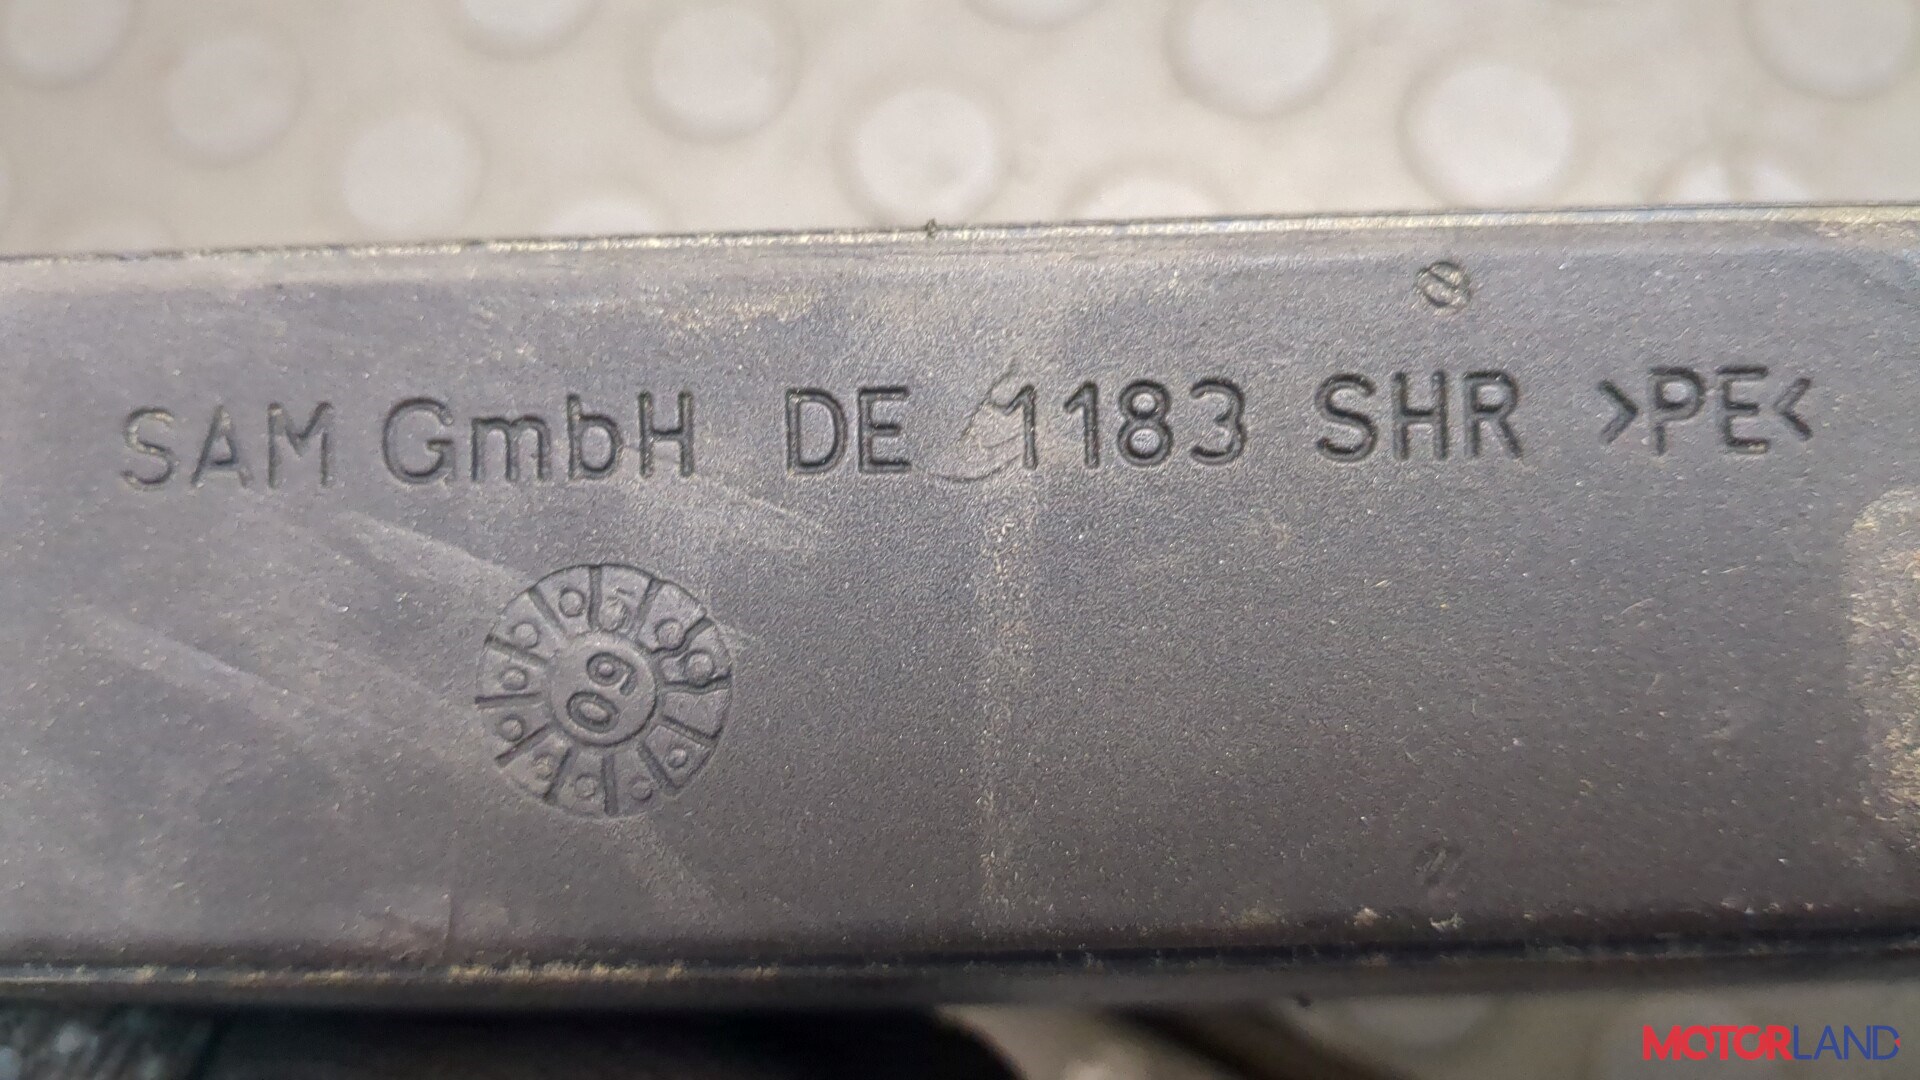 SAM GmbH DE 1183 SHR >PE<
09
MOTORLAND